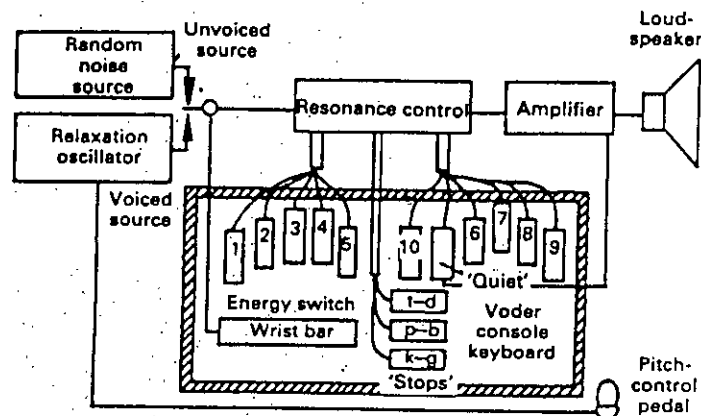 Unvoiced
source
Loud-
speaker
Random
noise
source
Resonance control
Amplifier
Relaxation
oscillator
Voiced
source
1
2
3
4
5
10
6
7
8
9
'Quiet'
Energy switch
Wrist bar
t–d
p–b
k–g
'Stops'
Voder
console
keyboard
Pitch-
control
pedal